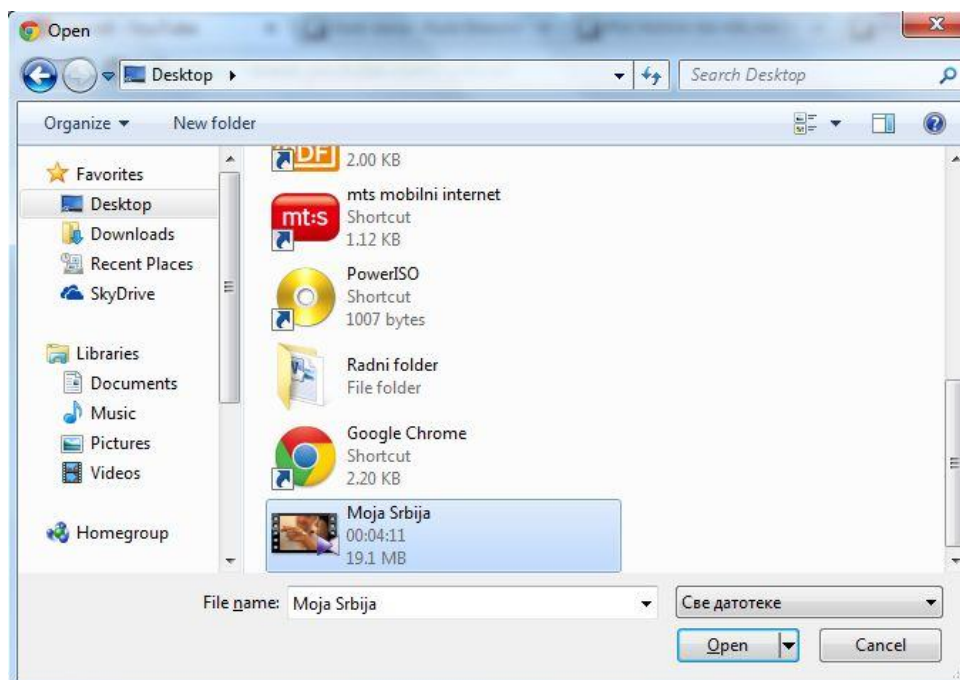 Open
Desktop
Search Desktop
Organize
New folder
Favorites
Desktop
Downloads
Recent Places
SkyDrive
Libraries
Documents
Music
Pictures
Videos
Homegroup
DF
2.00 KB
mt:s
mts mobilni internet
Shortcut
1.12 KB
PowerISO
Shortcut
1007 bytes
Radni folder
File folder
Google Chrome
Shortcut
2.20 KB
Moja Srbija
00:04:11
19.1 MB
File name: Moja Srbija
Све датотеке
Open
Cancel